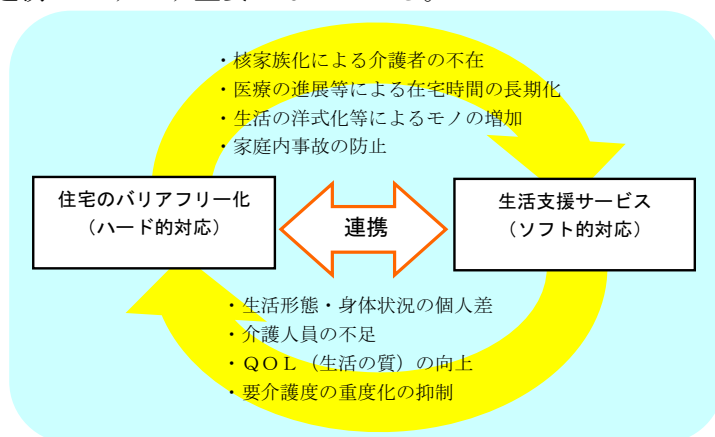 ・核家族化による介護者の不在
・医療の進展等による在宅時間の長期化
・生活の洋式化等によるモノの増加
・家庭内事故の防止
住宅のバリアフリー化
（ハード的対応）
連携
生活支援サービス
（ソフト的対応）
・生活形態・身体状況の個人差
・介護人員の不足
・ＱＯＬ（生活の質）の向上
・要介護度の重度化の抑制